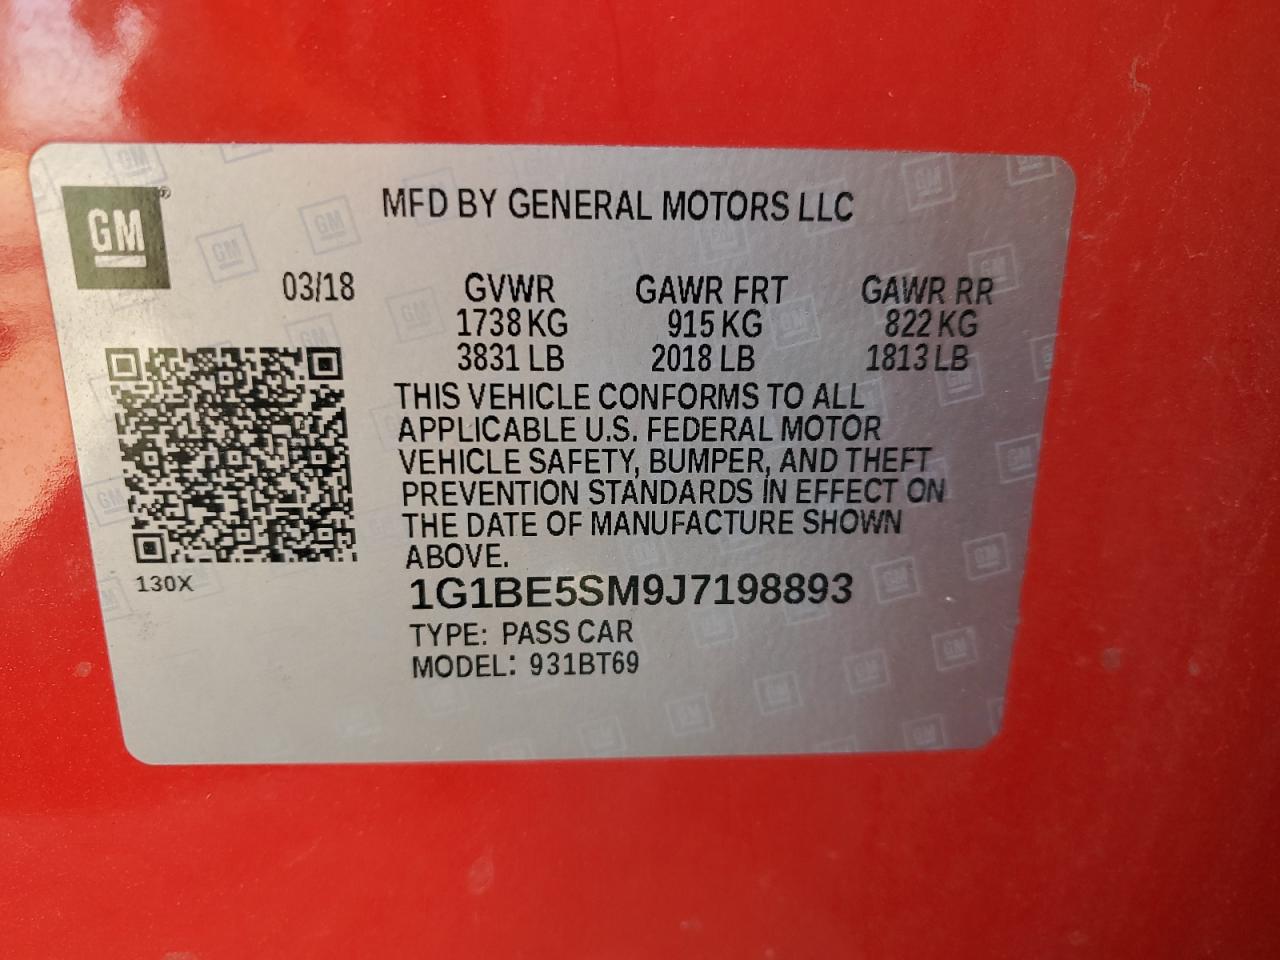 GM®
MFD BY GENERAL MOTORS LLC
03/18 GVWR GAWR FRT GAWR RR
1738 KG 915 KG 822 KG
3831 LB 2018 LB 1813 LB
THIS VEHICLE CONFORMS TO ALL
APPLICABLE U.S. FEDERAL MOTOR
VEHICLE SAFETY, BUMPER, AND THEFT
PREVENTION STANDARDS IN EFFECT ON
THE DATE OF MANUFACTURE SHOWN
ABOVE.
130X
1G1BE5SM9J7198893
TYPE: PASS CAR
MODEL: 931BT69